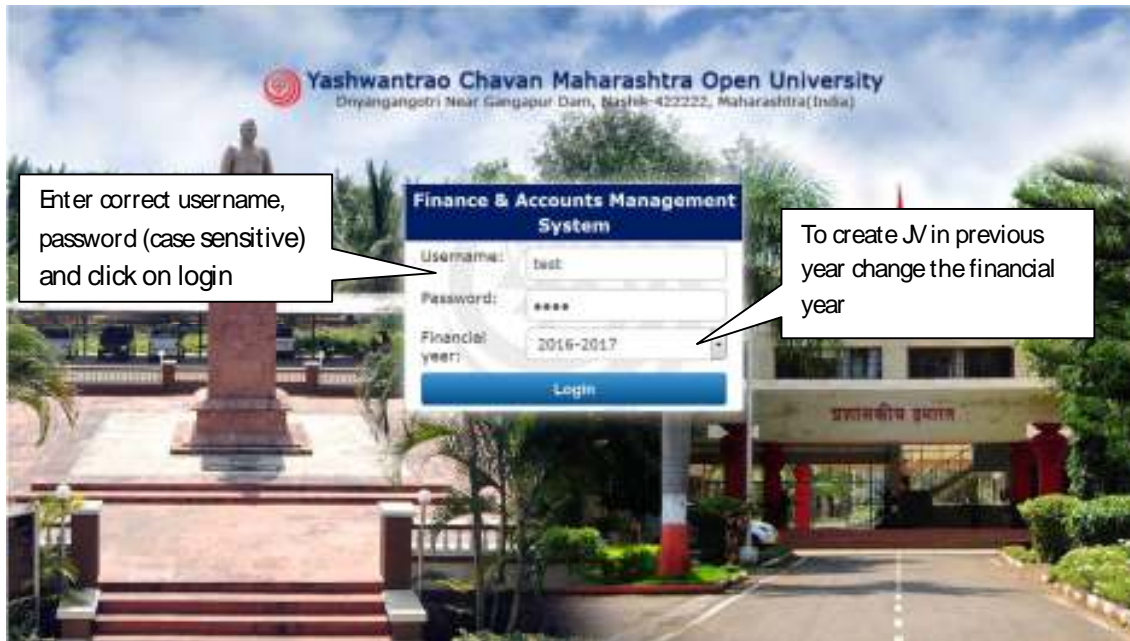 Yashwantrao Chavan Maharashtra Open University
Dnyangangotri Near Gangapur Dam, Nashik-422222, Maharashtra(India)
Enter correct username,
password (case sensitive)
and click on login
Finance & Accounts Management
System
Username: test
Password: ••••
Financial
year: 2016-2017
Login
To create JV in previous
year change the financial
year
प्रशासकीय इमारत